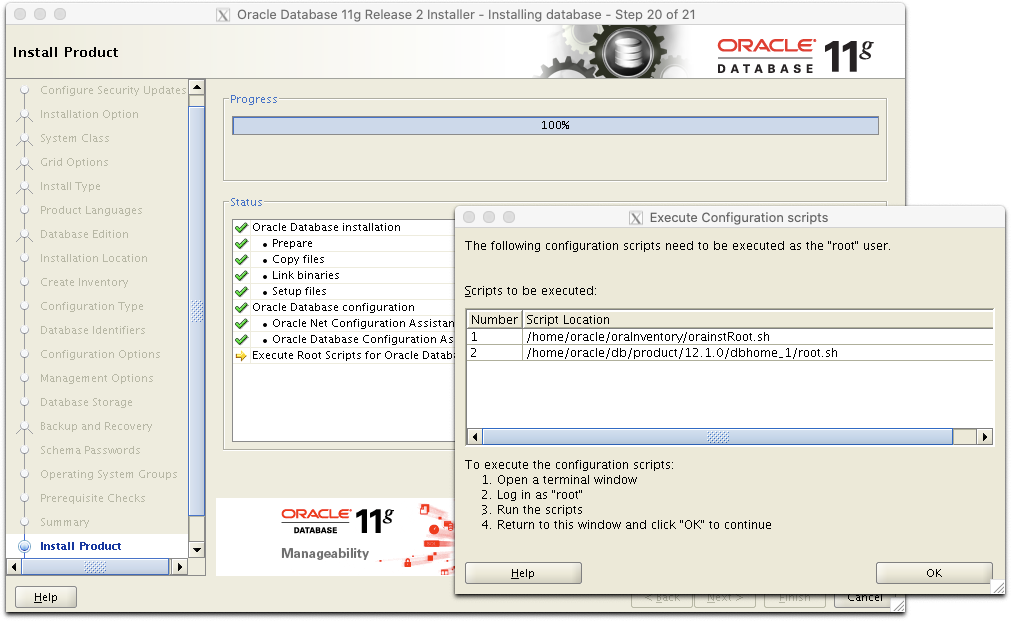 Oracle Database 11g Release 2 Installer - Installing database - Step 20 of 21
Install Product
ORACLE 11g
DATABASE
Configure Security Updates
Installation Option
System Class
Grid Options
Install Type
Product Languages
Database Edition
Installation Location
Create Inventory
Configuration Type
Database Identifiers
Configuration Options
Management Options
Database Storage
Backup and Recovery
Schema Passwords
Operating System Groups
Prerequisite Checks
Summary
Install Product
Progress
100%
Status
Oracle Database installation
• Prepare
• Copy files
• Link binaries
• Setup files
Oracle Database configuration
• Oracle Net Configuration Assistan
• Oracle Database Configuration As
Execute Root Scripts for Oracle Datab
ORACLE 11g
DATABASE
Manageability
Help
< Back
Next >
Finish
Cancel
Execute Configuration scripts
The following configuration scripts need to be executed as the "root" user.
Scripts to be executed:
Number Script Location
1 /home/oracle/oraInventory/orainstRoot.sh
2 /home/oracle/db/product/12.1.0/dbhome_1/root.sh
To execute the configuration scripts:
1. Open a terminal window
2. Log in as "root"
3. Run the scripts
4. Return to this window and click "OK" to continue
Help
OK